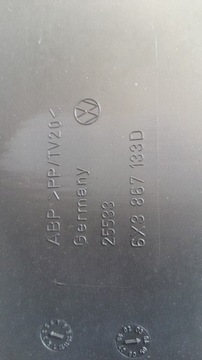 ABP >PP/TV20<
Germany
25533
6X3 867 133D